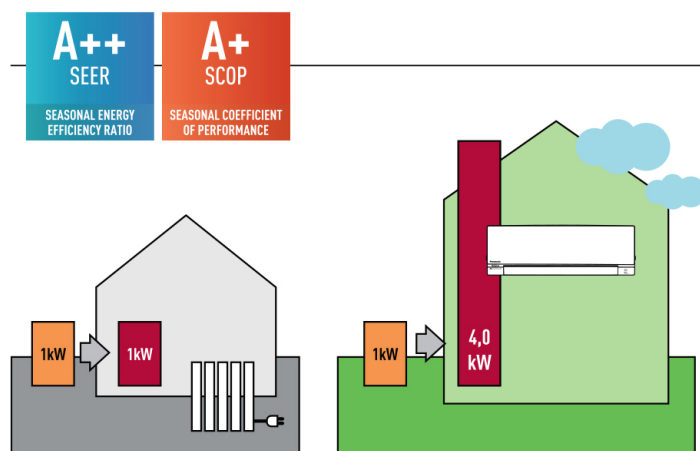 A++
SEER
SEASONAL ENERGY
EFFICIENCY RATIO
A+
SCOP
SEASONAL COEFFICIENT
OF PERFORMANCE
1kW
1kW
1kW
4,0
kW